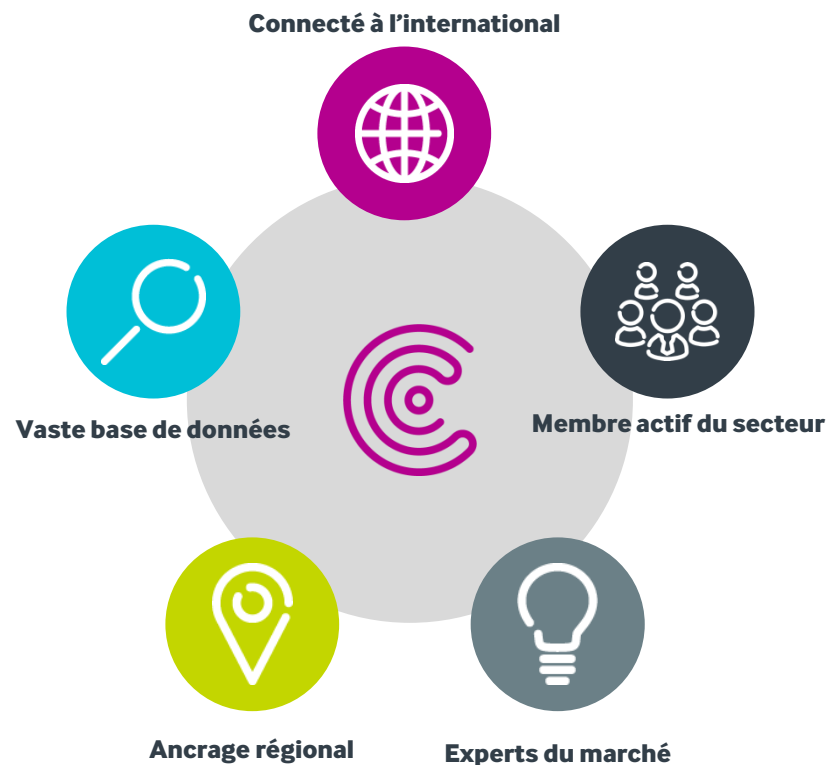 Connecté à l’international
Vaste base de données
Membre actif du secteur
Ancrage régional
Experts du marché